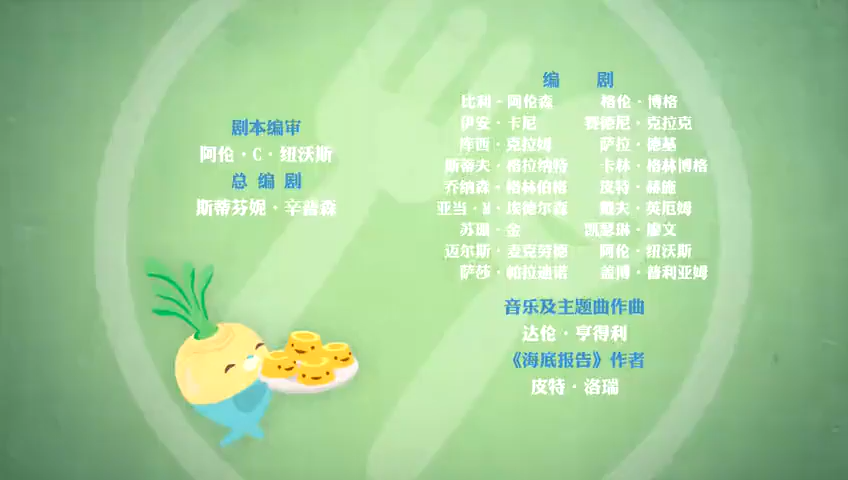 剧本编审
阿伦·C·纽沃斯
总 编 剧
斯蒂芬妮·辛普森
编 剧
比利·阿伦森 格伦·博格
伊安·卡尼 赛德尼·克拉克
库西·克拉姆 萨拉·德基
斯蒂夫·格拉纳特 卡林·格林博格
乔纳森·格林伯格 皮特·赫施
亚当·M·埃德尔森 戴夫·英厄姆
苏珊·金 凯瑟琳·廖文
迈尔斯·麦克劳德 阿伦·纽沃斯
萨莎·帕拉迪诺 盖博·普利亚姆
音乐及主题曲作曲
达伦·亨得利
《海底报告》作者
皮特·洛瑞